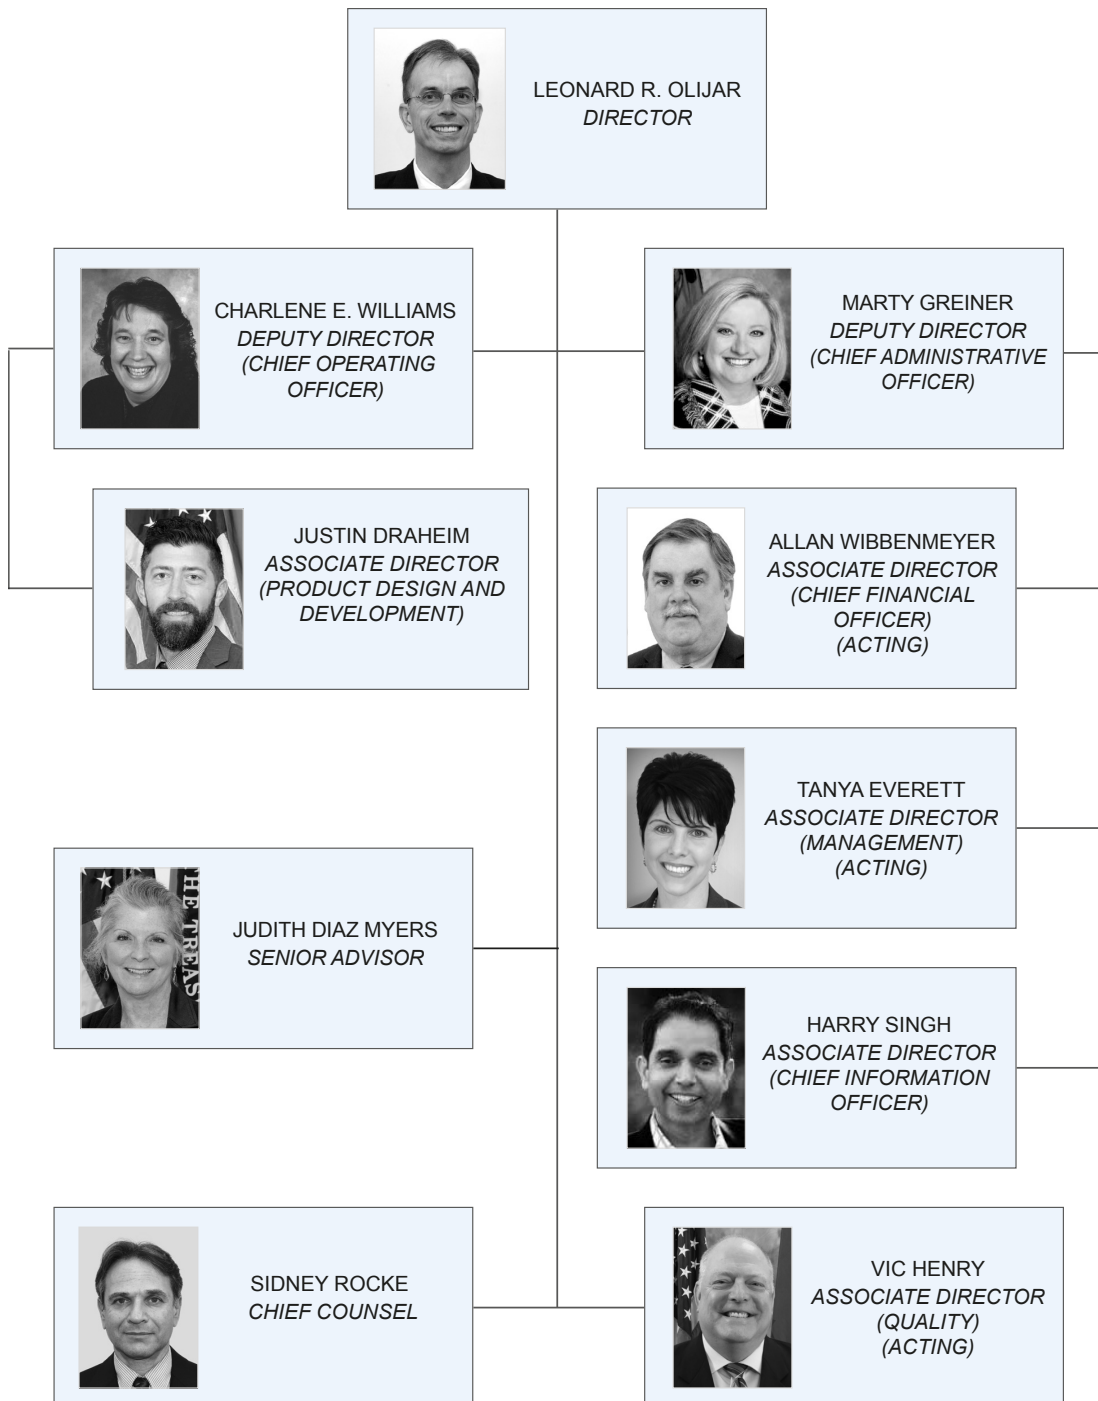 LEONARD R. OLIJAR
DIRECTOR
CHARLENE E. WILLIAMS
DEPUTY DIRECTOR
(CHIEF OPERATING
OFFICER)
MARTY GREINER
DEPUTY DIRECTOR
(CHIEF ADMINISTRATIVE
OFFICER)
JUSTIN DRAHEIM
ASSOCIATE DIRECTOR
(PRODUCT DESIGN AND
DEVELOPMENT)
ALLAN WIBBENMEYER
ASSOCIATE DIRECTOR
(CHIEF FINANCIAL
OFFICER)
(ACTING)
TANYA EVERETT
ASSOCIATE DIRECTOR
(MANAGEMENT)
(ACTING)
HE TREAS
JUDITH DIAZ MYERS
SENIOR ADVISOR
HARRY SINGH
ASSOCIATE DIRECTOR
(CHIEF INFORMATION
OFFICER)
SIDNEY ROCKE
CHIEF COUNSEL
VIC HENRY
ASSOCIATE DIRECTOR
(QUALITY)
(ACTING)